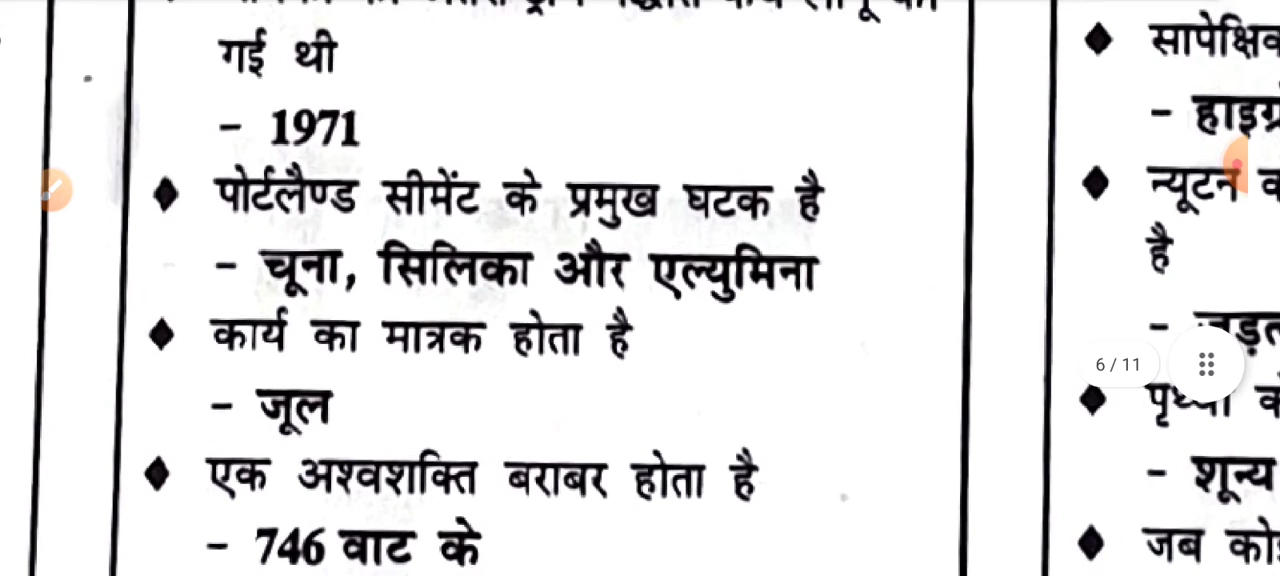 गई थी
- 1971
◆ पोर्टलैण्ड सीमेंट के प्रमुख घटक है
- चूना, सिलिका और एल्युमिना
◆ कार्य का मात्रक होता है
- जूल
◆ एक अश्वशक्ति बराबर होता है
- 746 वाट के
◆
-
◆ न्यूटन
है
-
6 / 11
◆
- शून्य
◆ जब